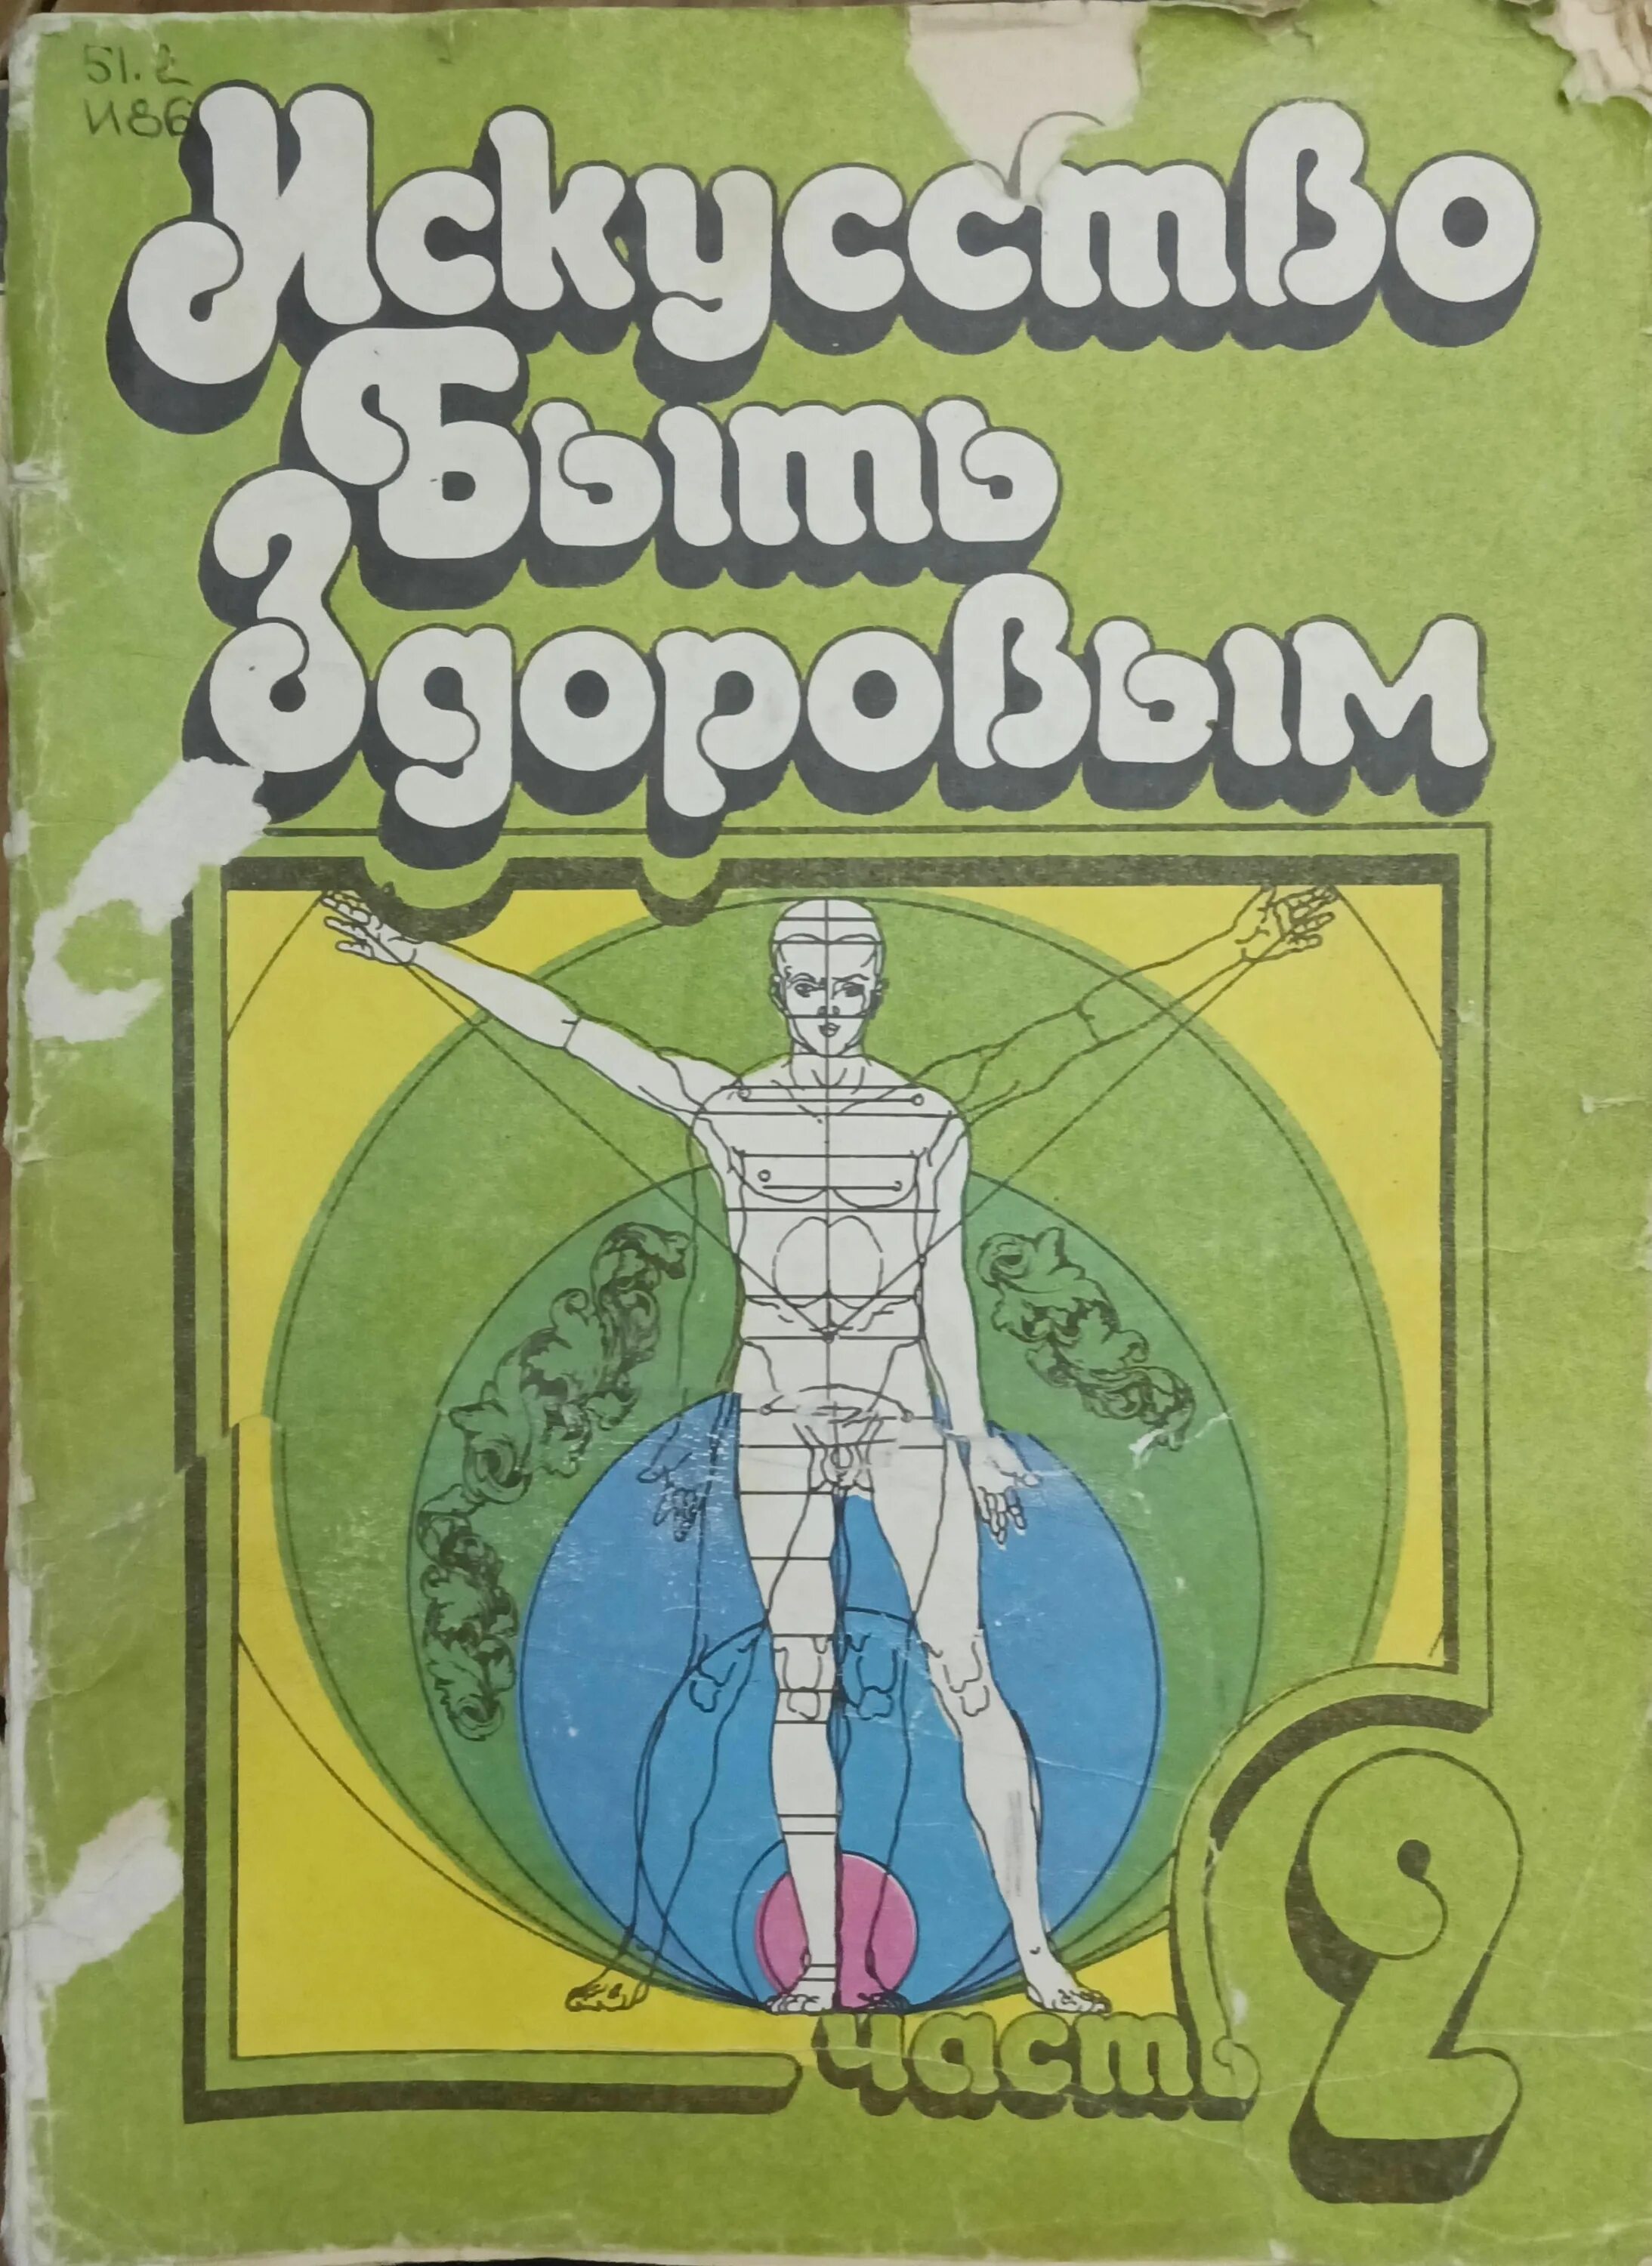 51.2
И86
Искусство
Быть
Здоровым
часть 2